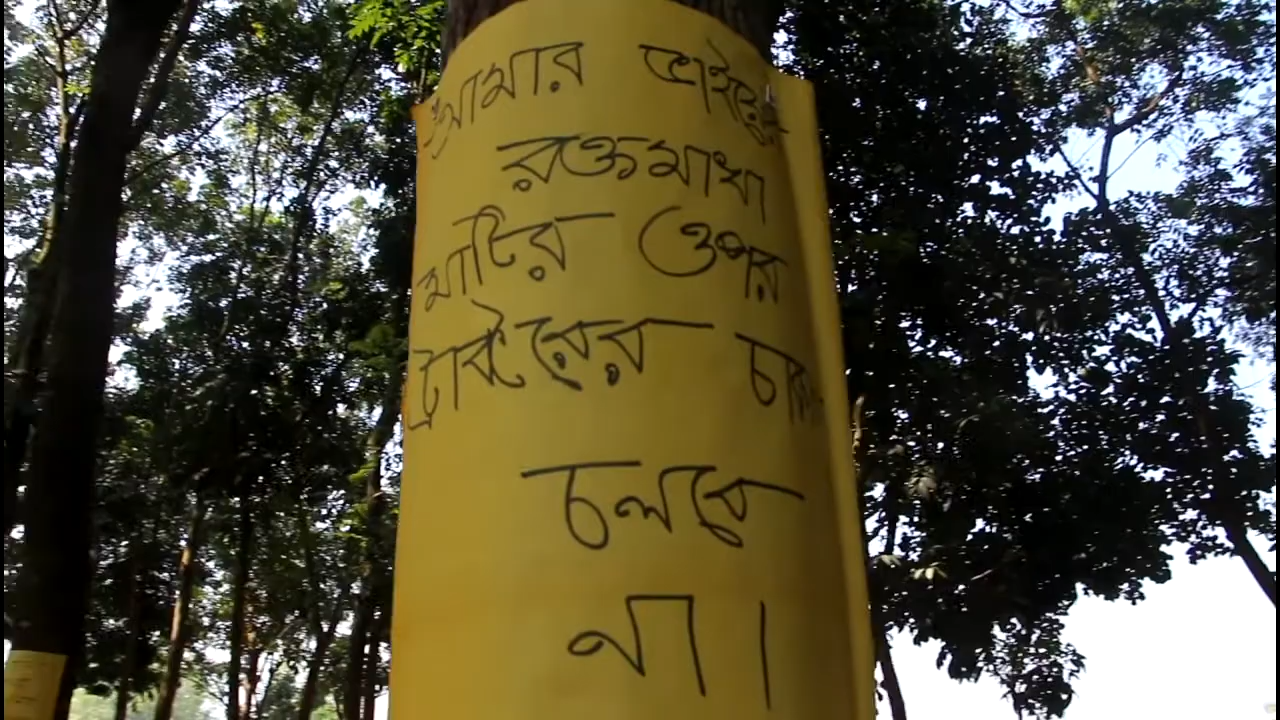 আমার ভাইয়ের
রক্তমাখা
মাটির ওপর
ট্রাক্টরের চাকা
চলবে
না।